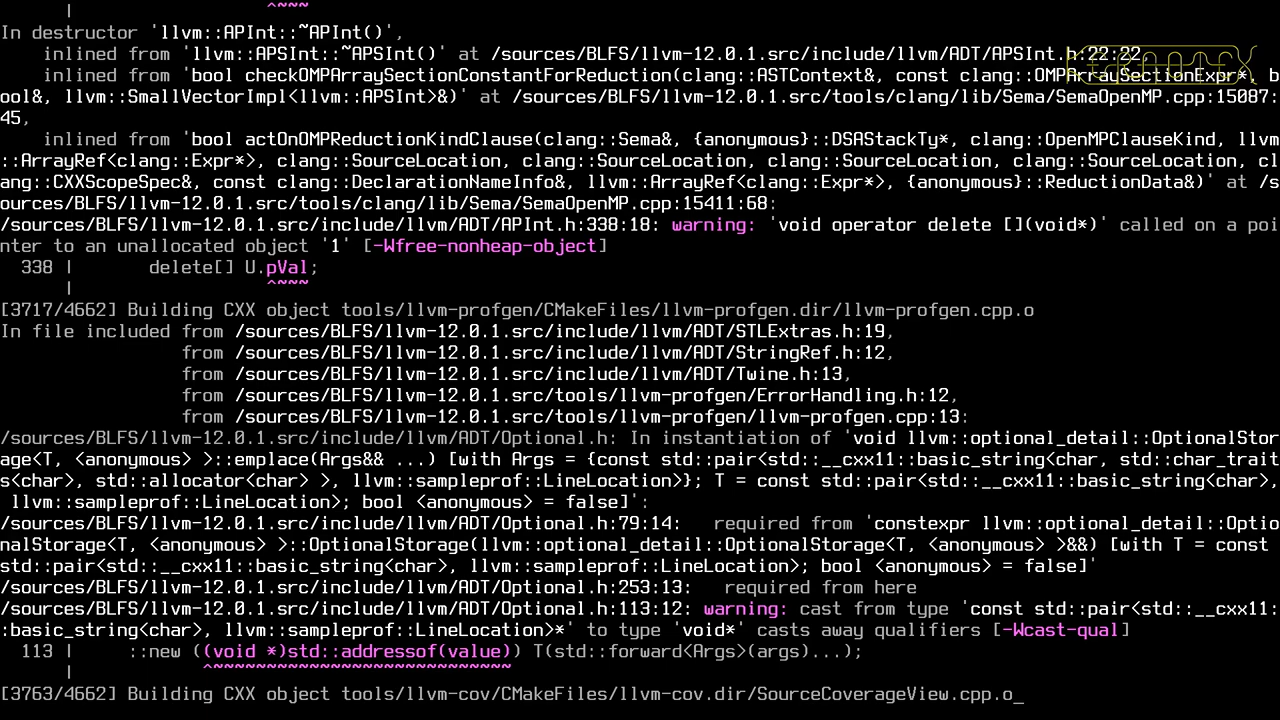 |          ^~~~
In destructor 'llvm::APInt::~APInt()',
inlined from 'llvm::APSInt::~APSInt()' at /sources/BLFS/llvm-12.0.1.src/include/llvm/ADT/APSInt.h:22:22,
inlined from 'bool checkOMPArraySectionConstantForReduction(clang::ASTContext&, const clang::OMPArraySectionExpr*, b
ool&, llvm::SmallVectorImpl<llvm::APSInt>&)' at /sources/BLFS/llvm-12.0.1.src/tools/clang/lib/Sema/SemaOpenMP.cpp:15087:
45,
inlined from 'bool actOnOMPReductionKindClause(clang::Sema&, {anonymous}::DSAStackTy*, clang::OpenMPClauseKind, llvm
::ArrayRef<clang::Expr*>, clang::SourceLocation, clang::SourceLocation, clang::SourceLocation, clang::SourceLocation, cl
ang::CXXScopeSpec&, const clang::DeclarationNameInfo&, llvm::ArrayRef<clang::Expr*>, {anonymous}::ReductionData&)' at /s
ources/BLFS/llvm-12.0.1.src/tools/clang/lib/Sema/SemaOpenMP.cpp:15411:68:
/sources/BLFS/llvm-12.0.1.src/include/llvm/ADT/APInt.h:338:18: warning: 'void operator delete [](void*)' called on a poi
nter to an unallocated object '1' [-Wfree-nonheap-object]
338 |       delete[] U.pVal;
|                  ^~~~
[3717/4662] Building CXX object tools/llvm-profgen/CMakeFiles/llvm-profgen.dir/llvm-profgen.cpp.o
In file included from /sources/BLFS/llvm-12.0.1.src/include/llvm/ADT/STLExtras.h:19,
from /sources/BLFS/llvm-12.0.1.src/include/llvm/ADT/StringRef.h:12,
from /sources/BLFS/llvm-12.0.1.src/include/llvm/ADT/Twine.h:13,
from /sources/BLFS/llvm-12.0.1.src/tools/llvm-profgen/ErrorHandling.h:12,
from /sources/BLFS/llvm-12.0.1.src/tools/llvm-profgen/llvm-profgen.cpp:13:
/sources/BLFS/llvm-12.0.1.src/include/llvm/ADT/Optional.h: In instantiation of 'void llvm::optional_detail::OptionalStor
age<T, <anonymous> >::emplace(Args&& ...) [with Args = {const std::pair<std::__cxx11::basic_string<char, std::char_trait
s<char>, std::allocator<char> >, llvm::sampleprof::LineLocation>}; T = const std::pair<std::__cxx11::basic_string<char>,
llvm::sampleprof::LineLocation>; bool <anonymous> = false]':
/sources/BLFS/llvm-12.0.1.src/include/llvm/ADT/Optional.h:79:14:   required from 'constexpr llvm::optional_detail::Optio
nalStorage<T, <anonymous> >::OptionalStorage(llvm::optional_detail::OptionalStorage<T, <anonymous> >&&) [with T = const
std::pair<std::__cxx11::basic_string<char>, llvm::sampleprof::LineLocation>; bool <anonymous> = false]'
/sources/BLFS/llvm-12.0.1.src/include/llvm/ADT/Optional.h:253:13:   required from here
/sources/BLFS/llvm-12.0.1.src/include/llvm/ADT/Optional.h:113:12: warning: cast from type 'const std::pair<std::__cxx11:
:basic_string<char>, llvm::sampleprof::LineLocation>*' to type 'void*' casts away qualifiers [-Wcast-qual]
113 |     ::new ((void *)std::addressof(value)) T(std::forward<Args>(args)...);
|            ^~~~~~~~~~~~~~~~~~~~~~~~~~~~~
[3763/4662] Building CXX object tools/llvm-cov/CMakeFiles/llvm-cov.dir/SourceCoverageView.cpp.o_